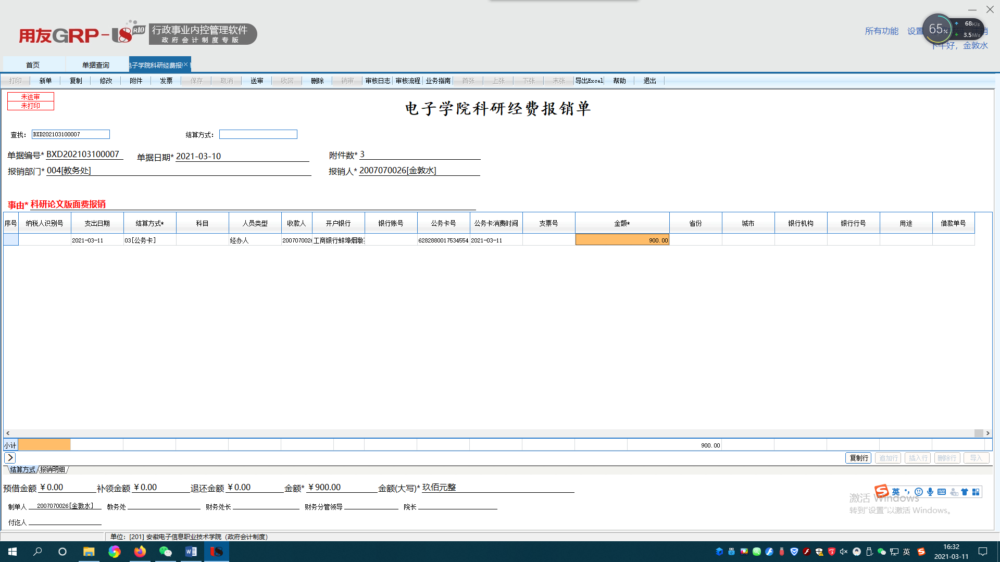 用友GRP-U8 R10 行政事业内控管理软件
政府会计制度专版
所有功能 设置 销
下午好，金敦水
65%
68K/s
3.5M/s
首页 单据查询 电子学院科研经费报销
打印 新单 复制 修改 附件 发票 保存 取消 送审 收回 删除 销审 审核日志 审核流程 业务指南 首张 上张 下张 末张 导出Excel 帮助 退出
未送审
未打印
电子学院科研经费报销单
查找： BXD202103100007 结算方式：
单据编号* BXD202103100007 单据日期* 2021-03-10 附件数* 3
报销部门* 004[教务处] 报销人* 2007070026[金敦水]
事由* 科研论文版面费报销
序号 纳税人识别号 支出日期 结算方式* 科目 人员类型 收款人 开户银行 银行账号 公务卡号 公务卡消费时间 支票号 金额* 省份 城市 银行机构 银行行号 用途 借款单号
2021-03-11 03[公务卡] 经办人 2007070026 工商银行蚌埠烟墩 6282880017534554 2021-03-11 900.00
小计 900.00
复制行 追加行 插入行 删除行 导入
结算方式 报销明细
预借金额 ￥0.00 补领金额 ￥0.00 退还金额 ￥0.00 金额* ￥900.00 金额(大写)* 玖佰元整
制单人 2007070026[金敦水] 教务处 财务处长 财务分管领导 院长
付讫人
英
激活 Windows
转到"设置"以激活 Windows。
单位：[201] 安徽电子信息职业技术学院（政府会计制度）
英
16:32
2021-03-11